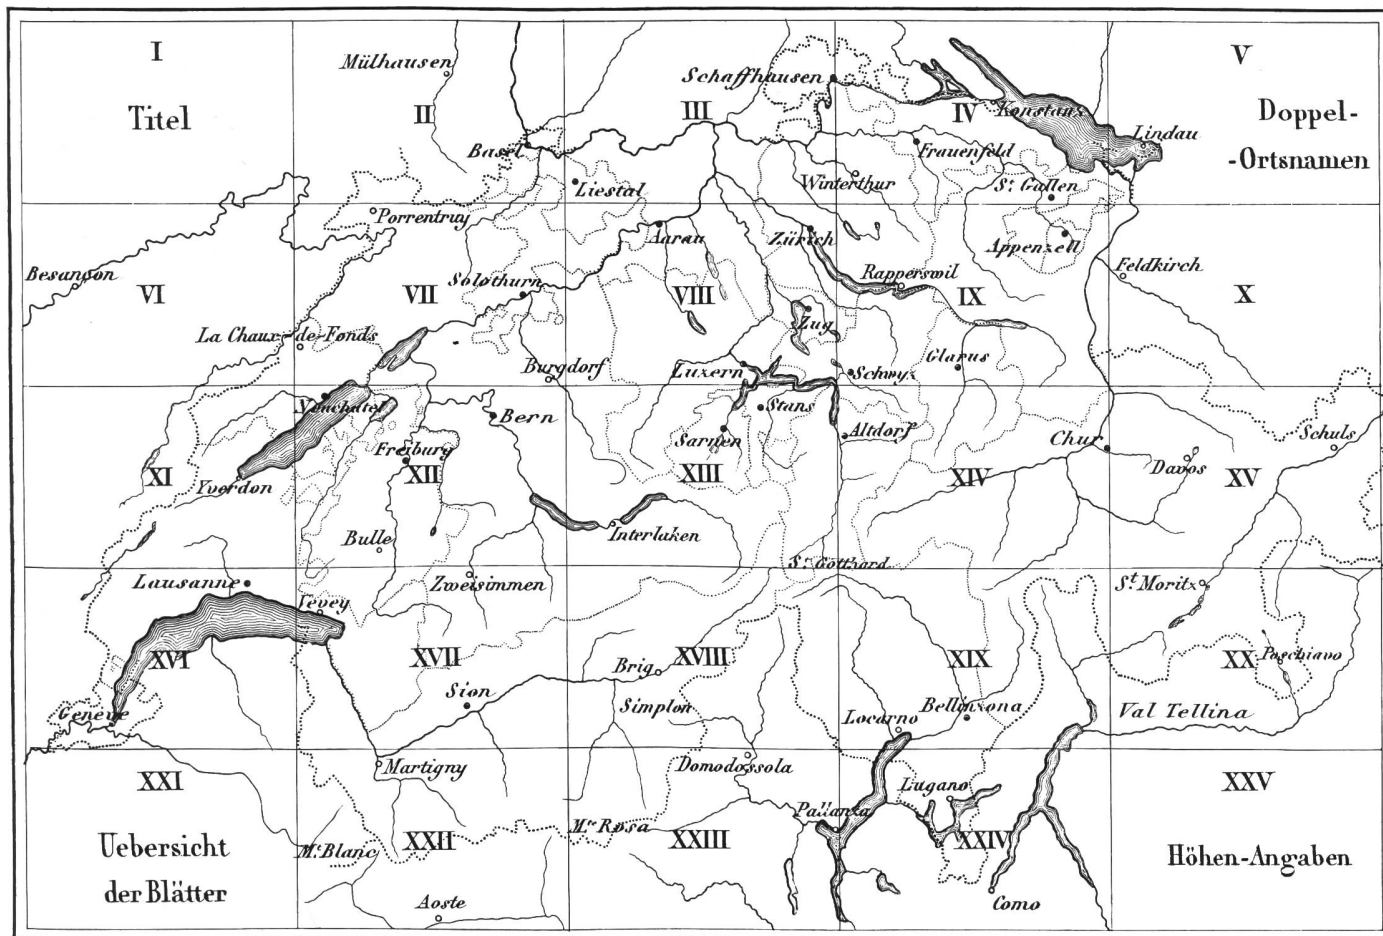 I
Titel
Mülhausen
II
Basel
Schaffhausen
III
Liestal
Winterthur
IV
Konstanz
Frauenfeld
St. Gallen
Lindau
V
Doppel-
-Ortsnamen
Besançon
VI
Porrentruy
Solothurn
VII
La Chaux-de-Fonds
Burgdorf
Aarau
Zürich
VIII
Zug
Luzern
Appenzell
Rapperswil
IX
Glarus
Schwyz
Feldkirch
X
XI
Yverdon
Neuchatel
Bern
Freiburg
XII
Bulle
Stans
Sarnen
XIII
Interlaken
Altdorf
XIV
St. Gotthard
Chur
Davos
Schuls
XV
Lausanne
Vevey
XVI
Genève
Zweisimmen
XVII
Sion
Brig
XVIII
Simplon
XIX
Bellinzona
Locarno
St. Moritz
XX
Poschiavo
Val Tellina
XXI
Uebersicht
der Blätter
Martigny
Mt. Blanc
XXII
Aoste
Domodossola
Mte Rosa
XXIII
Pallanza
Lugano
XXIV
Como
XXV
Höhen-Angaben